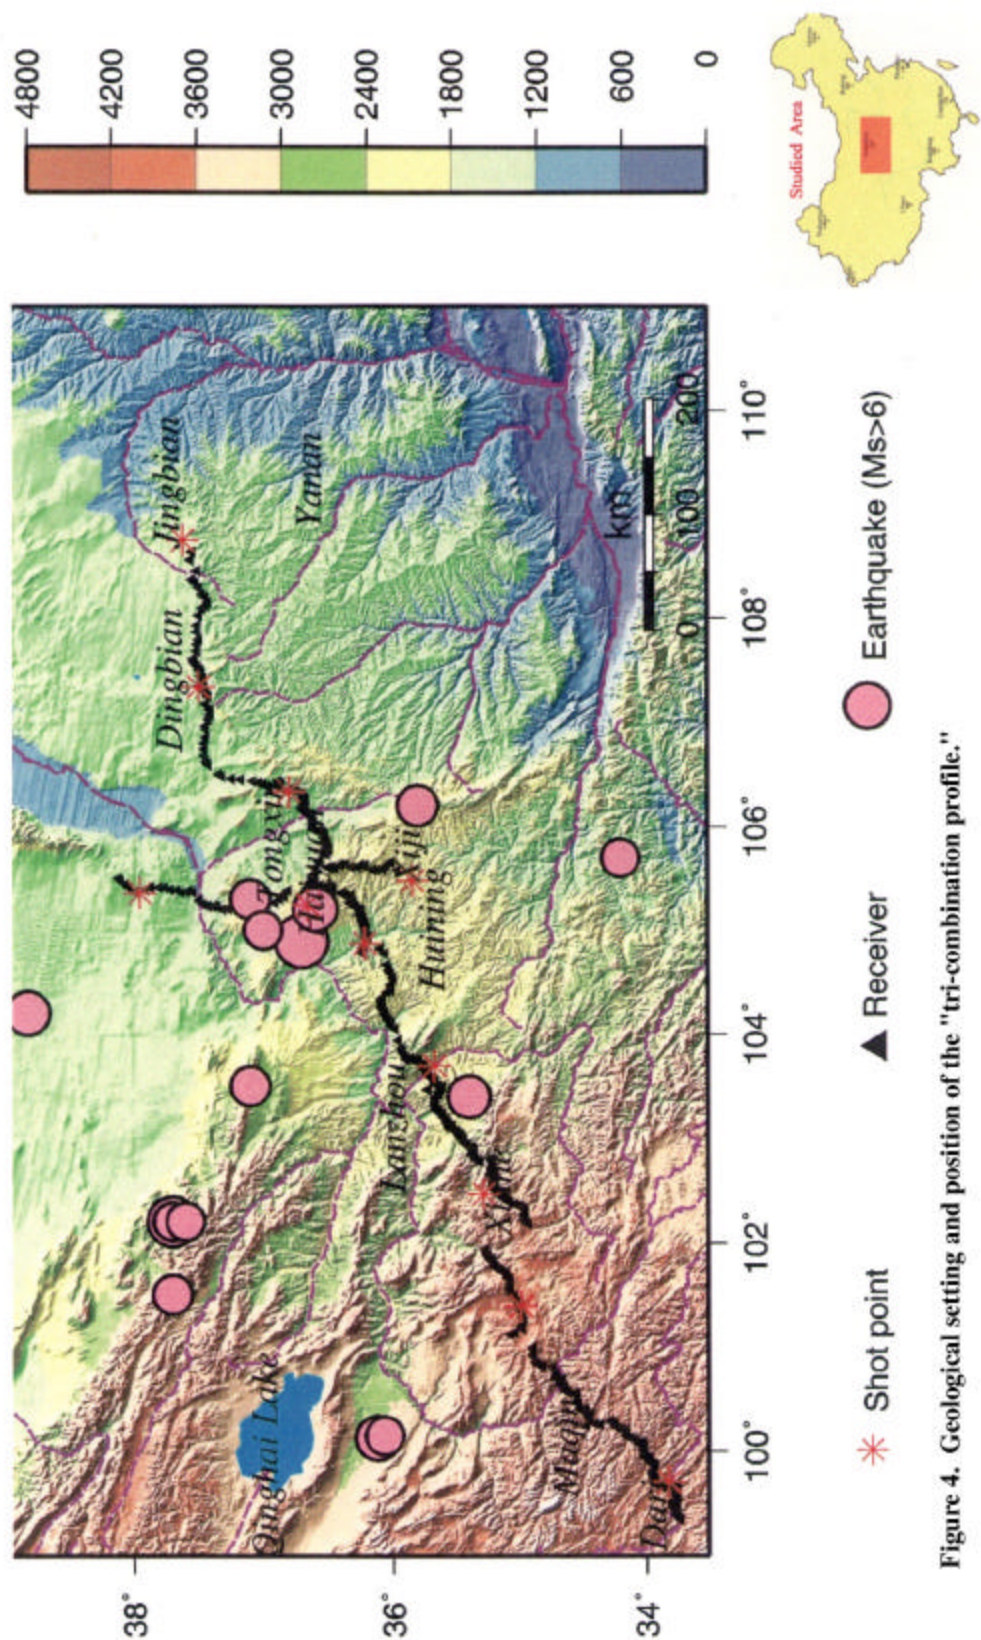 4800
4200
3600
3000
2400
1800
1200
600
0
Studied Area
38°
36°
34°
100°
102°
104°
106°
108°
110°
Qinghai Lake
Maqin
Lanzhou
Huining
Xiji
Tongxin
Dingbian
Jingbian
Yanan
km
0 100 200
Shot point
Receiver
Earthquake (Ms>6)
Figure 4. Geological setting and position of the "tri-combination profile."